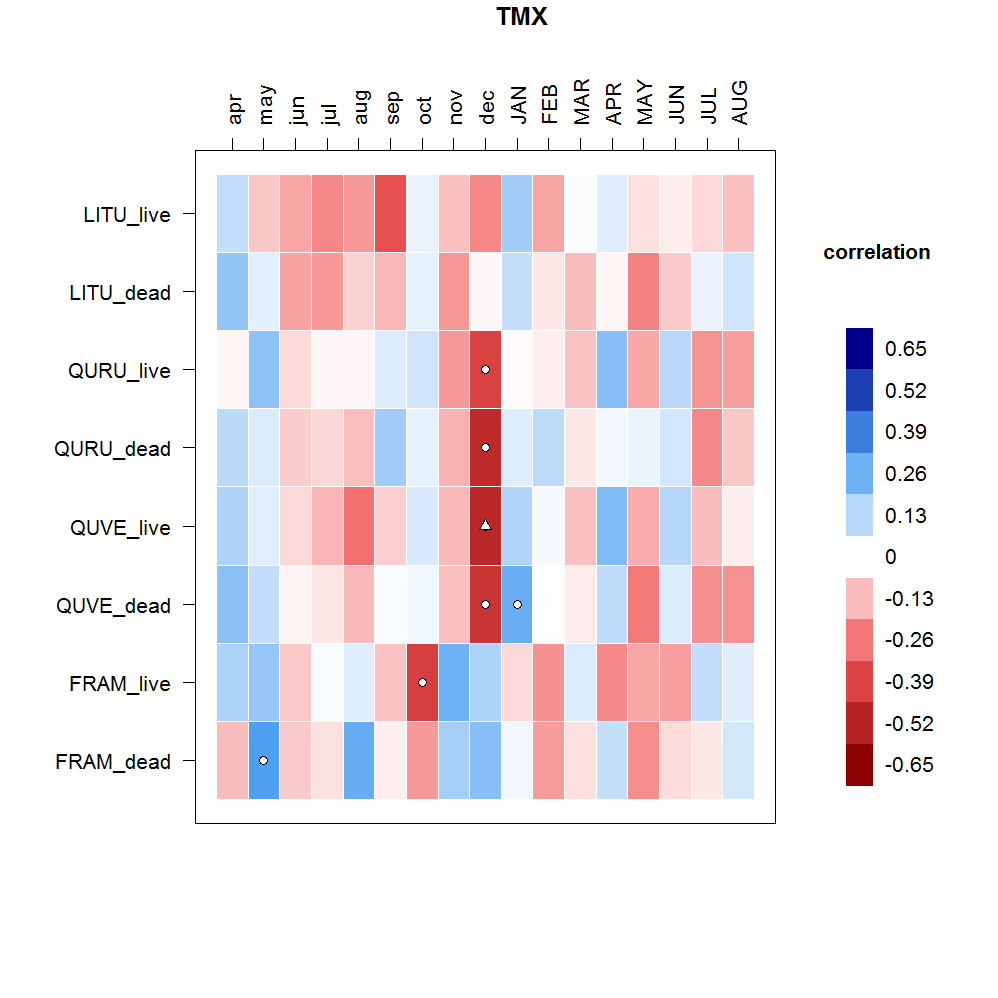 TMX
apr may jun jul aug sep oct nov dec JAN FEB MAR APR MAY JUN JUL AUG
LITU_live
LITU_dead
QURU_live
QURU_dead
QUVE_live
QUVE_dead
FRAM_live
FRAM_dead
correlation
0.65
0.52
0.39
0.26
0.13
0
-0.13
-0.26
-0.39
-0.52
-0.65